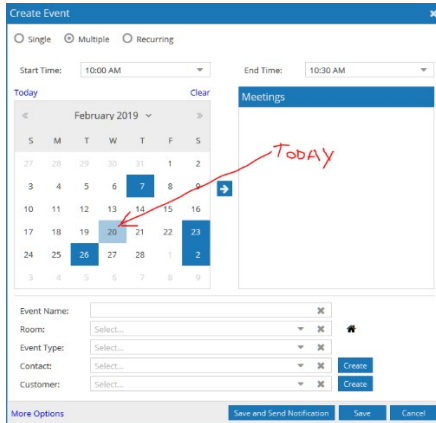 Create Event
Single Multiple Recurring
Start Time: 10:00 AM End Time: 10:30 AM
Today Clear
Meetings
« February 2019 »
S M T W T F S
27 28 29 30 31 1 2
3 4 5 6 7 8 9
10 11 12 13 14 15 16
17 18 19 20 21 22 23
24 25 26 27 28 1 2
3 4 5 6 7 8 9
TODAY
Event Name:
Room: Select...
Event Type: Select...
Contact: Select... Create
Customer: Select... Create
More Options Save and Send Notification Save Cancel